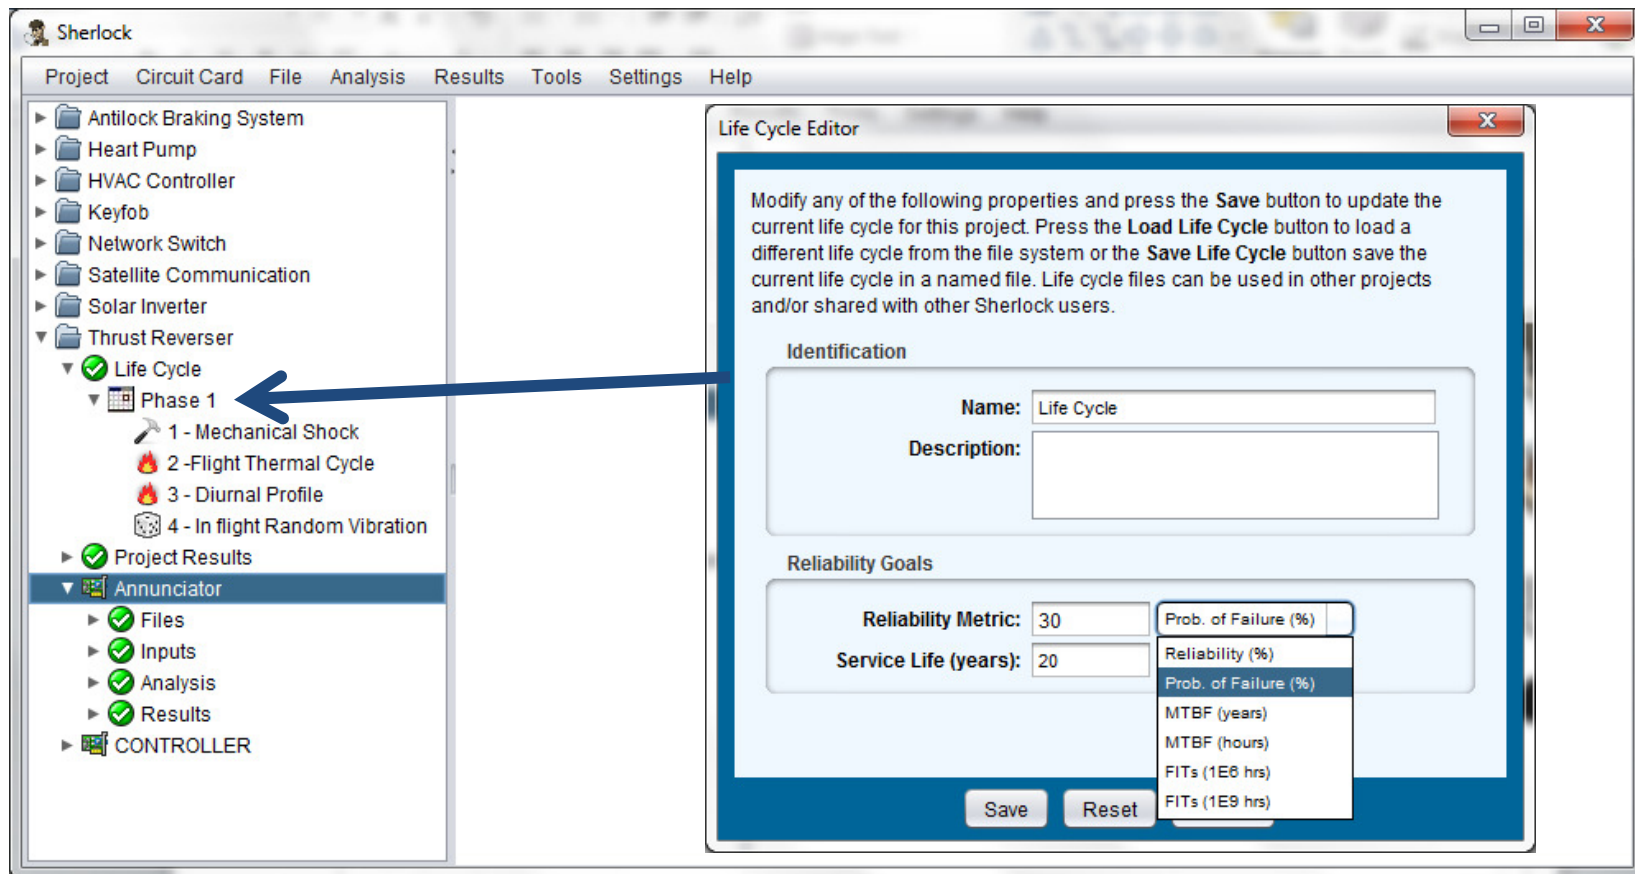 Sherlock
Project Circuit Card File Analysis Results Tools Settings Help
Antilock Braking System
Heart Pump
HVAC Controller
Keyfob
Network Switch
Satellite Communication
Solar Inverter
Thrust Reverser
Life Cycle
Phase 1
1 - Mechanical Shock
2 -Flight Thermal Cycle
3 - Diurnal Profile
4 - In flight Random Vibration
Project Results
Annunciator
Files
Inputs
Analysis
Results
CONTROLLER
Life Cycle Editor
Modify any of the following properties and press the Save button to update the
current life cycle for this project. Press the Load Life Cycle button to load a
different life cycle from the file system or the Save Life Cycle button save the
current life cycle in a named file. Life cycle files can be used in other projects
and/or shared with other Sherlock users.
Identification
Name: Life Cycle
Description:
Reliability Goals
Reliability Metric: 30 Prob. of Failure (%)
Service Life (years): 20
Reliability (%)
Prob. of Failure (%)
MTBF (years)
MTBF (hours)
FITs (1E6 hrs)
FITs (1E9 hrs)
Save Reset